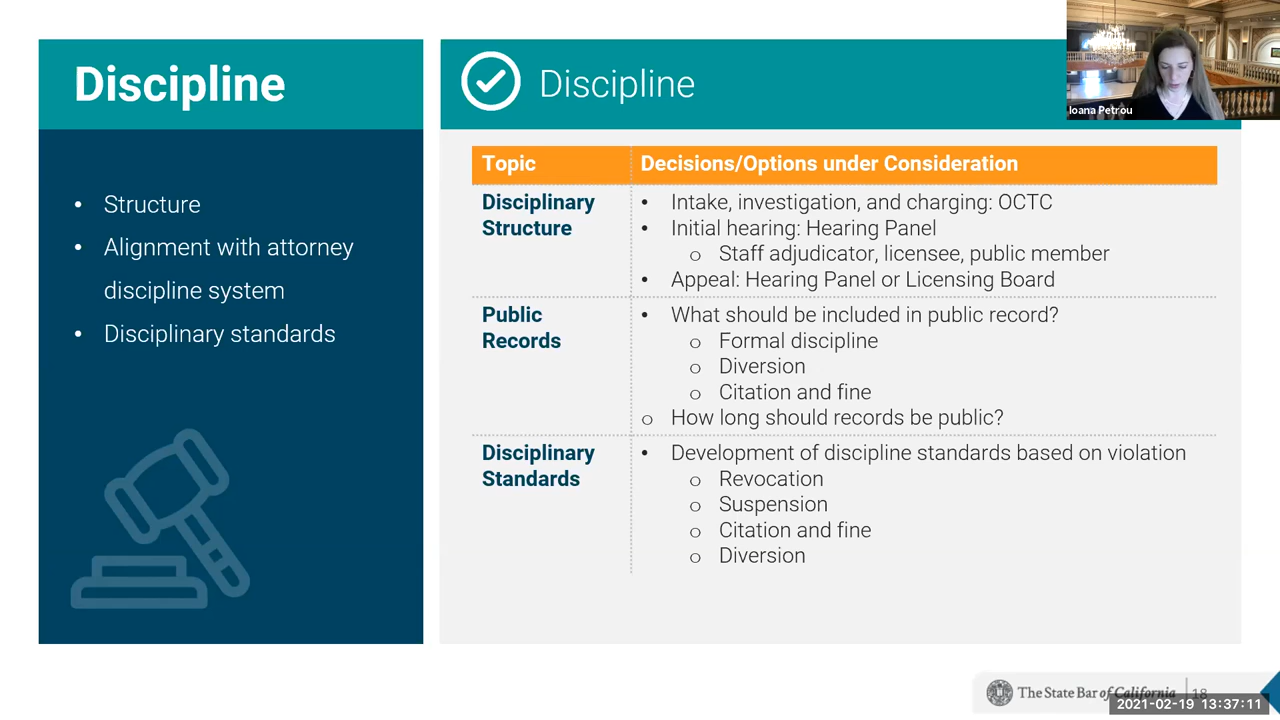 Discipline
• Structure
• Alignment with attorney
discipline system
• Disciplinary standards
Discipline
Ioana Petrou
Topic
Decisions/Options under Consideration
Disciplinary
Structure
• Intake, investigation, and charging: OCTC
• Initial hearing: Hearing Panel
o Staff adjudicator, licensee, public member
• Appeal: Hearing Panel or Licensing Board
Public
Records
• What should be included in public record?
o Formal discipline
o Diversion
o Citation and fine
o How long should records be public?
Disciplinary
Standards
• Development of discipline standards based on violation
o Revocation
o Suspension
o Citation and fine
o Diversion
The State Bar of California
18
2021-02-19 13:37:11